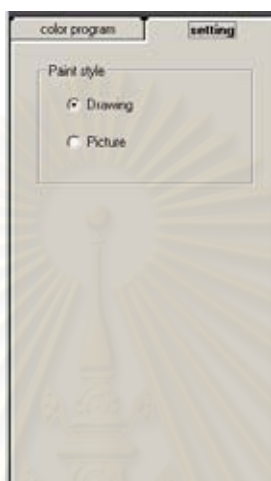 color program
setting
Paint style
Drawing
Picture